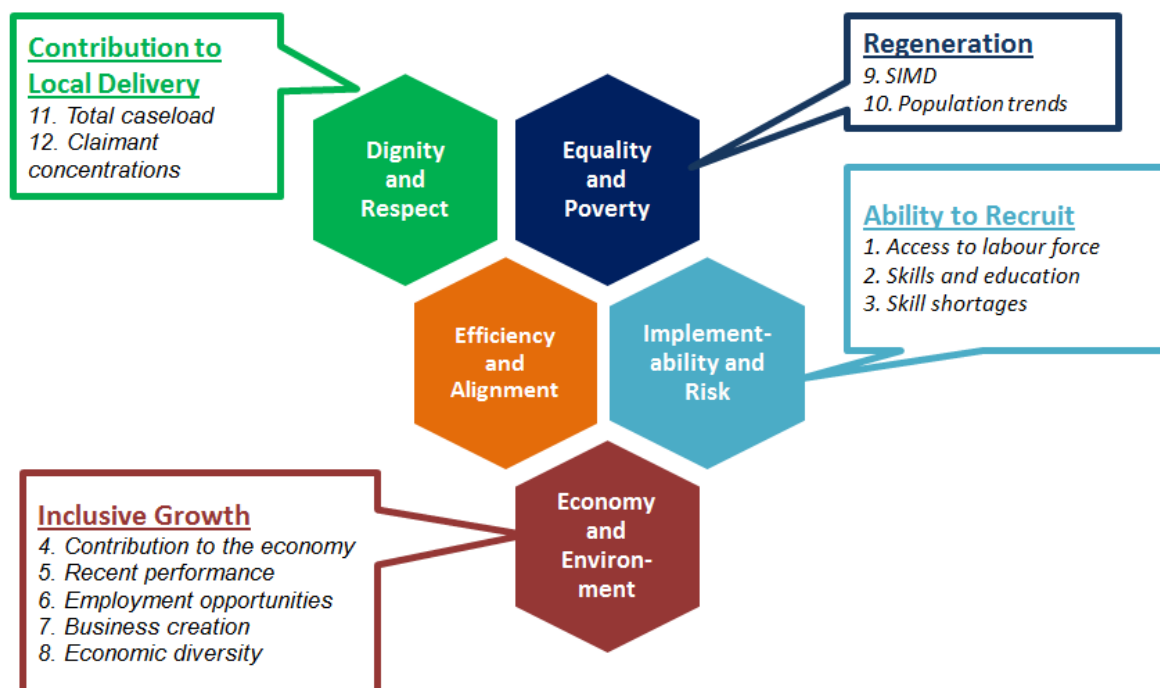 Contribution to
Local Delivery
11. Total caseload
12. Claimant
concentrations
Dignity
and
Respect
Equality
and
Poverty
Regeneration
9. SIMD
10. Population trends
Ability to Recruit
1. Access to labour force
2. Skills and education
3. Skill shortages
Efficiency
and
Alignment
Implement-
ability and
Risk
Inclusive Growth
4. Contribution to the economy
5. Recent performance
6. Employment opportunities
7. Business creation
8. Economic diversity
Economy
and
Environ-
ment